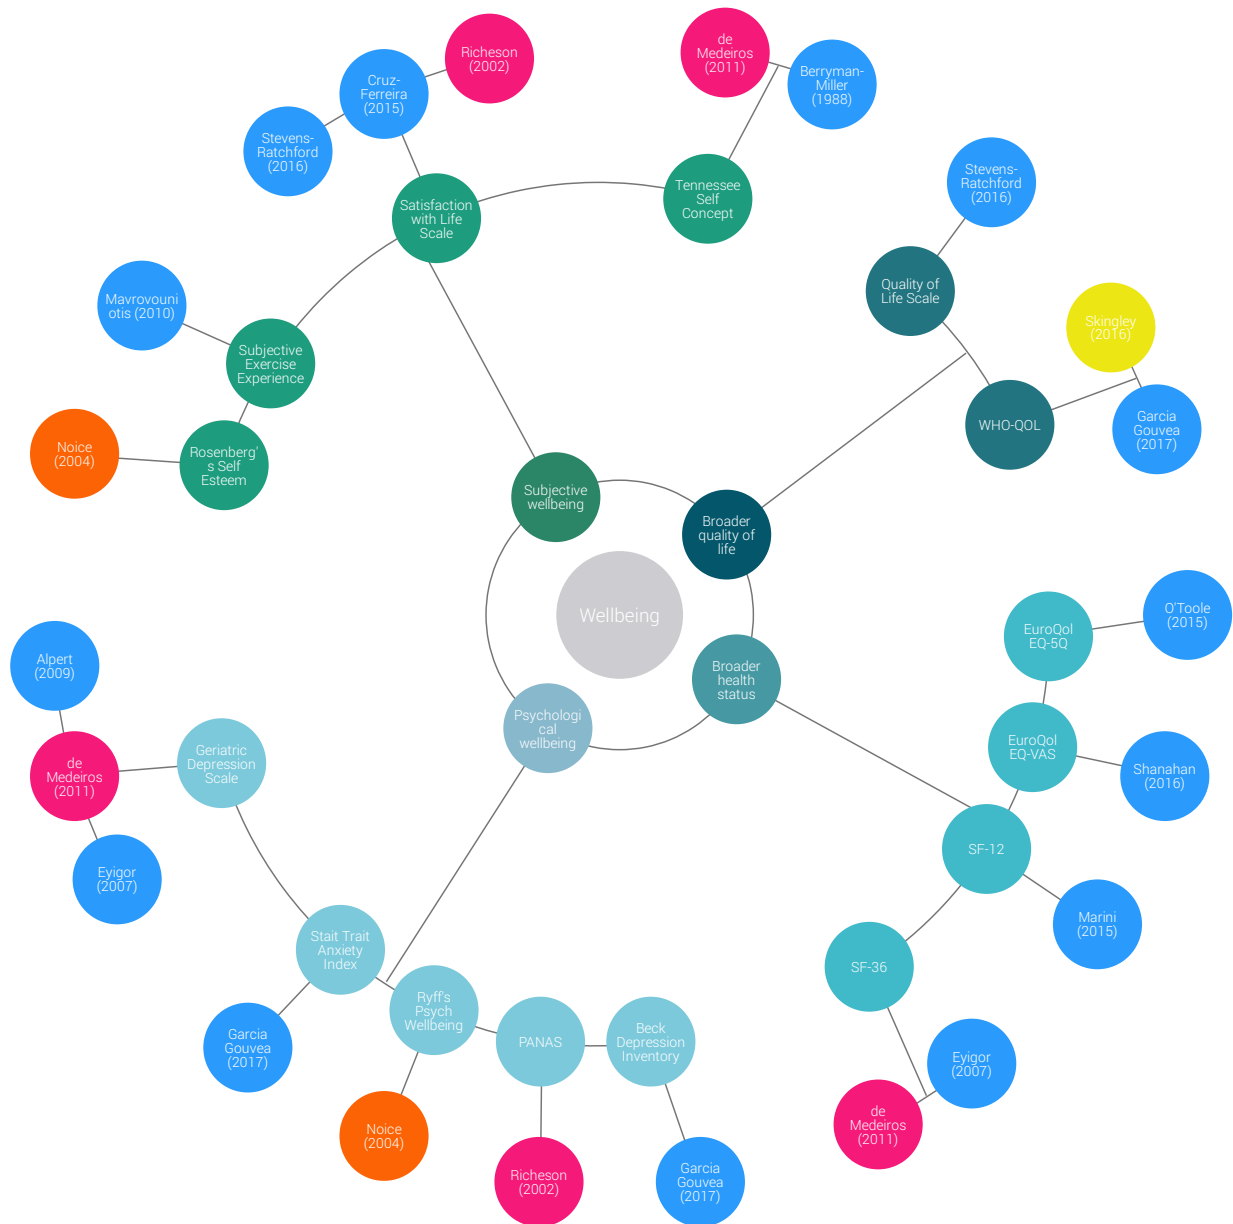 Richeson
(2002)
Cruz-
Ferreira
(2015)
Stevens-
Ratchford
(2016)
Satisfaction
with Life
Scale
de
Medeiros
(2011)
Berryman-
Miller
(1988)
Tennessee
Self
Concept
Stevens-
Ratchford
(2016)
Quality of
Life Scale
Skingley
(2016)
WHO-QOL
Garcia
Gouvea
(2017)
Mavrovouni
otis (2010)
Subjective
Exercise
Experience
Noice
(2004)
Rosenberg'
s Self
Esteem
Subjective
wellbeing
Broader
quality of
life
Wellbeing
Broader
health
status
Psychologi
cal
wellbeing
O'Toole
(2015)
EuroQol
EQ-5Q
EuroQol
EQ-VAS
Shanahan
(2016)
SF-12
Marini
(2015)
SF-36
Eyigor
(2007)
de
Medeiros
(2011)
Alpert
(2009)
de
Medeiros
(2011)
Geriatric
Depression
Scale
Eyigor
(2007)
Stait Trait
Anxiety
Index
Garcia
Gouvea
(2017)
Ryff's
Psych
Wellbeing
PANAS
Beck
Depression
Inventory
Noice
(2004)
Richeson
(2002)
Garcia
Gouvea
(2017)